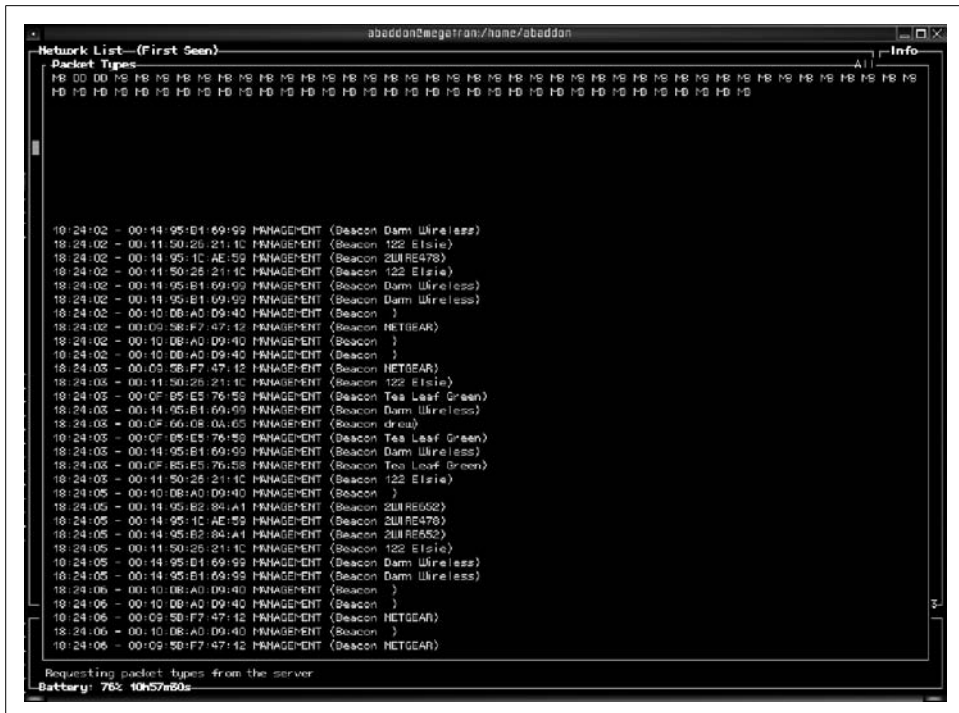 abaddon@megatron:/home/abaddon
Network List—(First Seen) Info
Packet Types All
MB DD DD MB MB MB MB MB MB MB MB MB MB MB MB MB MB MB MB MB MB MB MB MB MB MB MB MB MB MB MB MB MB MB MB MB MB MB MB MB MB MB
MB MB MB MB MB MB MB MB MB MB MB MB MB MB MB MB MB MB MB MB MB MB MB MB MB MB MB MB MB MB MB MB MB MB
18:24:02 - 00:14:95:B1:69:99 MANAGEMENT (Beacon Damm Wireless)
18:24:02 - 00:11:50:26:21:1C MANAGEMENT (Beacon 122 Elsie)
18:24:02 - 00:14:95:1C:AE:59 MANAGEMENT (Beacon 2WIRE478)
18:24:02 - 00:11:50:26:21:1C MANAGEMENT (Beacon 122 Elsie)
18:24:02 - 00:14:95:B1:69:99 MANAGEMENT (Beacon Damm Wireless)
18:24:02 - 00:14:95:B1:69:99 MANAGEMENT (Beacon Damm Wireless)
18:24:02 - 00:10:DB:A0:D9:40 MANAGEMENT (Beacon )
18:24:02 - 00:09:5B:F7:47:12 MANAGEMENT (Beacon NETGEAR)
18:24:02 - 00:10:DB:A0:D9:40 MANAGEMENT (Beacon )
18:24:02 - 00:10:DB:A0:D9:40 MANAGEMENT (Beacon )
18:24:03 - 00:09:5B:F7:47:12 MANAGEMENT (Beacon NETGEAR)
18:24:03 - 00:11:50:26:21:1C MANAGEMENT (Beacon 122 Elsie)
18:24:03 - 00:0F:B5:E5:76:58 MANAGEMENT (Beacon Tea Leaf Green)
18:24:03 - 00:14:95:B1:69:99 MANAGEMENT (Beacon Damm Wireless)
18:24:03 - 00:0F:66:0B:0A:65 MANAGEMENT (Beacon drew)
18:24:03 - 00:0F:B5:E5:76:58 MANAGEMENT (Beacon Tea Leaf Green)
18:24:03 - 00:14:95:B1:69:99 MANAGEMENT (Beacon Damm Wireless)
18:24:03 - 00:0F:B5:E5:76:58 MANAGEMENT (Beacon Tea Leaf Green)
18:24:03 - 00:11:50:26:21:1C MANAGEMENT (Beacon 122 Elsie)
18:24:05 - 00:10:DB:A0:D9:40 MANAGEMENT (Beacon )
18:24:05 - 00:14:95:B2:84:A1 MANAGEMENT (Beacon 2WIRE652)
18:24:05 - 00:14:95:1C:AE:59 MANAGEMENT (Beacon 2WIRE478)
18:24:05 - 00:14:95:B2:84:A1 MANAGEMENT (Beacon 2WIRE652)
18:24:05 - 00:11:50:26:21:1C MANAGEMENT (Beacon 122 Elsie)
18:24:05 - 00:14:95:B1:69:99 MANAGEMENT (Beacon Damm Wireless)
18:24:05 - 00:14:95:B1:69:99 MANAGEMENT (Beacon Damm Wireless)
18:24:06 - 00:10:DB:A0:D9:40 MANAGEMENT (Beacon )
18:24:06 - 00:10:DB:A0:D9:40 MANAGEMENT (Beacon )
18:24:06 - 00:09:5B:F7:47:12 MANAGEMENT (Beacon NETGEAR)
18:24:06 - 00:10:DB:A0:D9:40 MANAGEMENT (Beacon )
18:24:06 - 00:09:5B:F7:47:12 MANAGEMENT (Beacon NETGEAR)
Requesting packet types from the server
Battery: 76% 10h57m30s